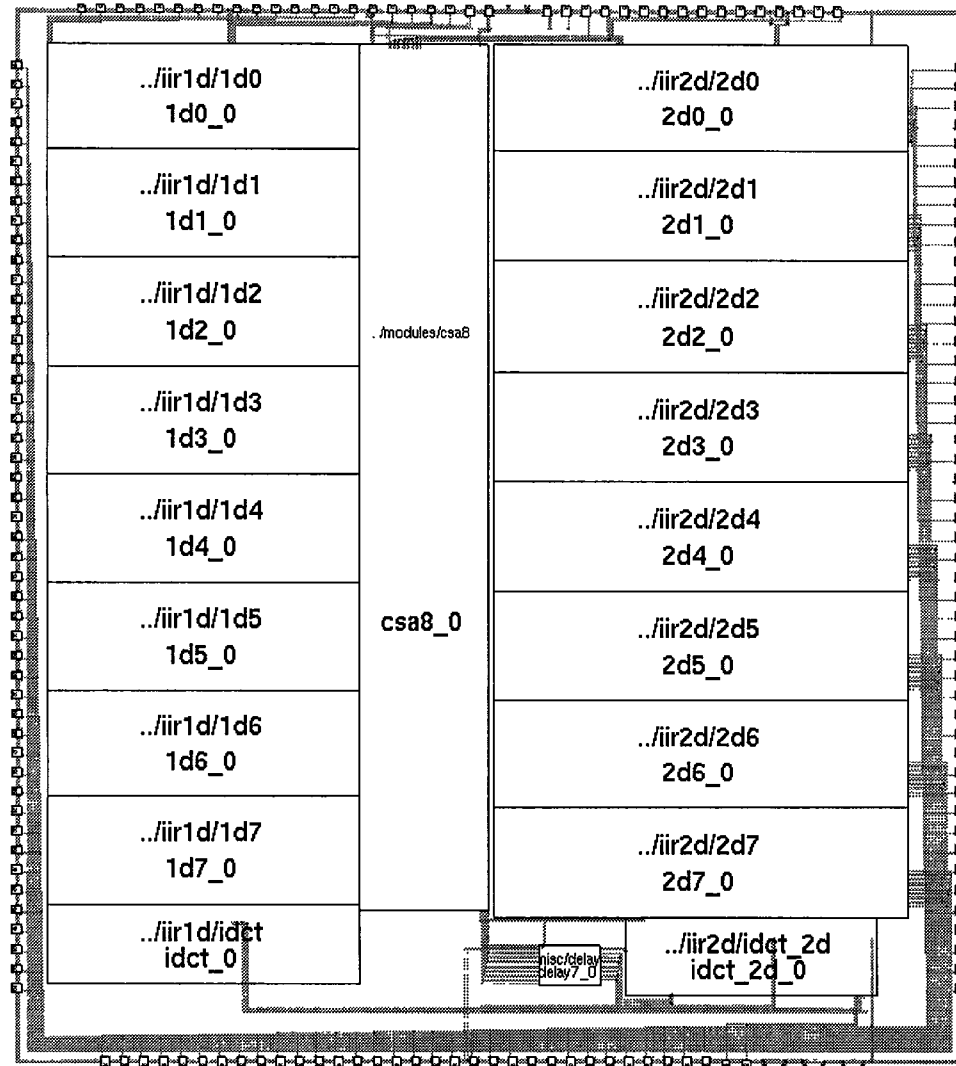 ../iir1d/1d0
1d0_0
../iir1d/1d1
1d1_0
../iir1d/1d2
1d2_0
../iir1d/1d3
1d3_0
../iir1d/1d4
1d4_0
../iir1d/1d5
1d5_0
../iir1d/1d6
1d6_0
../iir1d/1d7
1d7_0
../iir1d/idct
idct_0
../modules/csa8
csa8_0
../iir2d/2d0
2d0_0
../iir2d/2d1
2d1_0
../iir2d/2d2
2d2_0
../iir2d/2d3
2d3_0
../iir2d/2d4
2d4_0
../iir2d/2d5
2d5_0
../iir2d/2d6
2d6_0
../iir2d/2d7
2d7_0
misc/delay
delay7_0
../iir2d/idct_2d
idct_2d_0